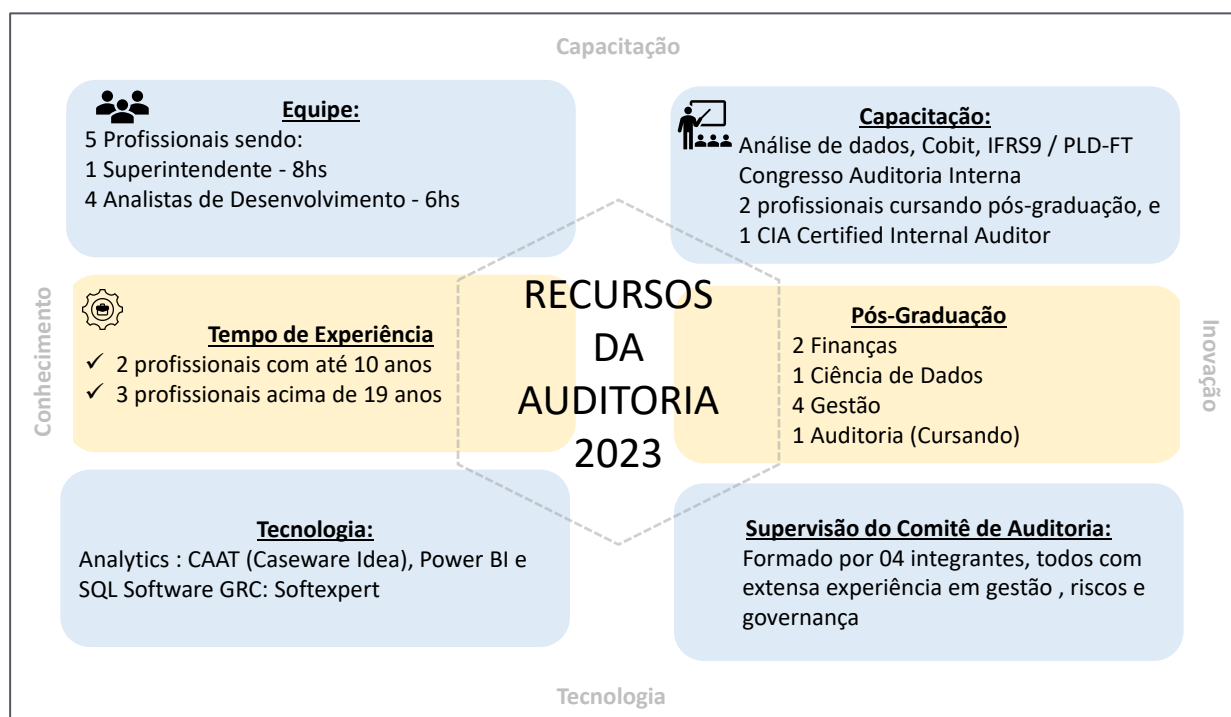 Capacitação
Equipe:
5 Profissionais sendo:
1 Superintendente - 8hs
4 Analistas de Desenvolvimento - 6hs
Capacitação:
Análise de dados, Cobit, IFRS9 / PLD-FT
Congresso Auditoria Interna
2 profissionais cursando pós-graduação, e
1 CIA Certified Internal Auditor
Conhecimento
Tempo de Experiência
✓ 2 profissionais com até 10 anos
✓ 3 profissionais acima de 19 anos
RECURSOS
DA
AUDITORIA
2023
Pós-Graduação
2 Finanças
1 Ciência de Dados
4 Gestão
1 Auditoria (Cursando)
Inovação
Tecnologia:
Analytics : CAAT (Caseware Idea), Power BI e
SQL Software GRC: Softexpert
Supervisão do Comitê de Auditoria:
Formado por 04 integrantes, todos com
extensa experiência em gestão , riscos e
governança
Tecnologia